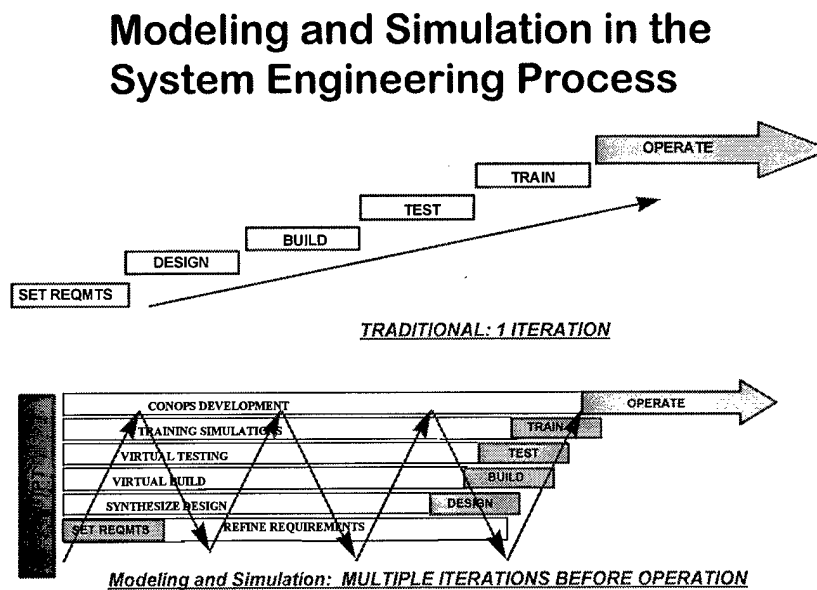 Modeling and Simulation in the
System Engineering Process
OPERATE
TRAIN
TEST
BUILD
DESIGN
SET REQMTS
TRADITIONAL: 1 ITERATION
CONOPS DEVELOPMENT
OPERATE
TRAINING SIMULATIONS
TRAIN
VIRTUAL TESTING
TEST
VIRTUAL BUILD
BUILD
SYNTHESIZE DESIGN
DESIGN
SET REQMTS
REFINE REQUIREMENTS
Modeling and Simulation: MULTIPLE ITERATIONS BEFORE OPERATION